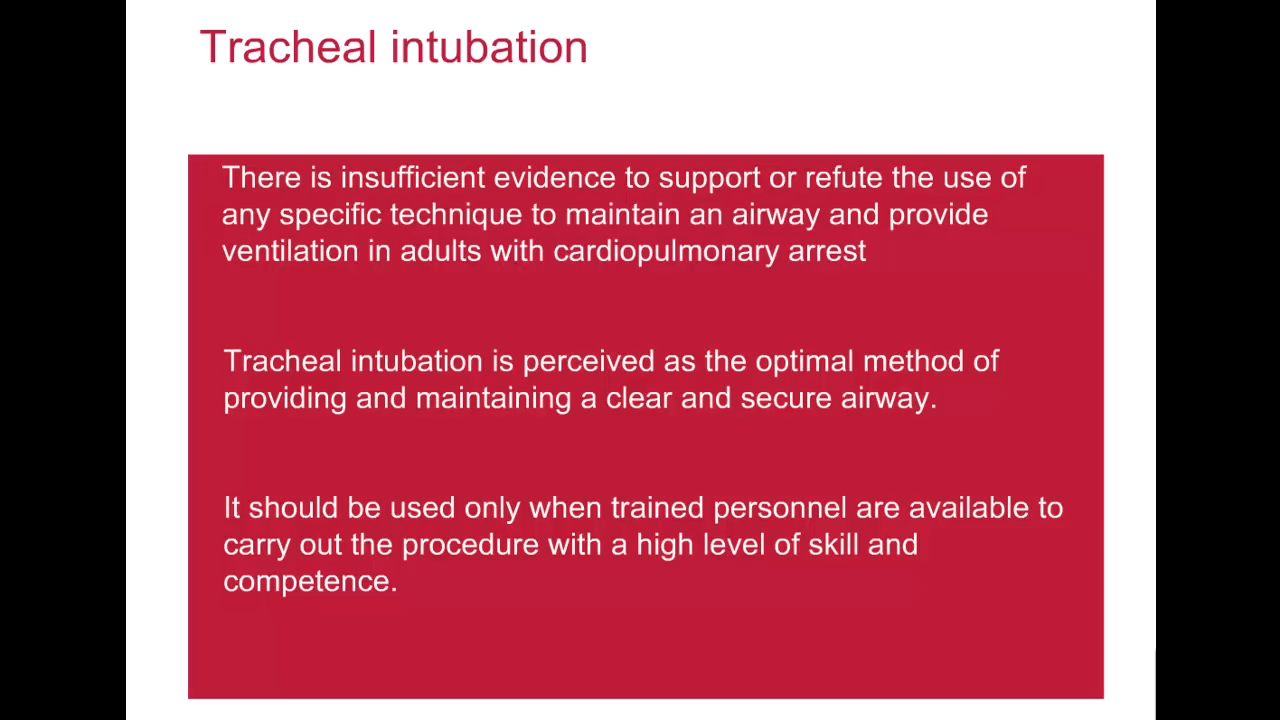 Tracheal intubation
There is insufficient evidence to support or refute the use of
any specific technique to maintain an airway and provide
ventilation in adults with cardiopulmonary arrest
Tracheal intubation is perceived as the optimal method of
providing and maintaining a clear and secure airway.
It should be used only when trained personnel are available to
carry out the procedure with a high level of skill and
competence.